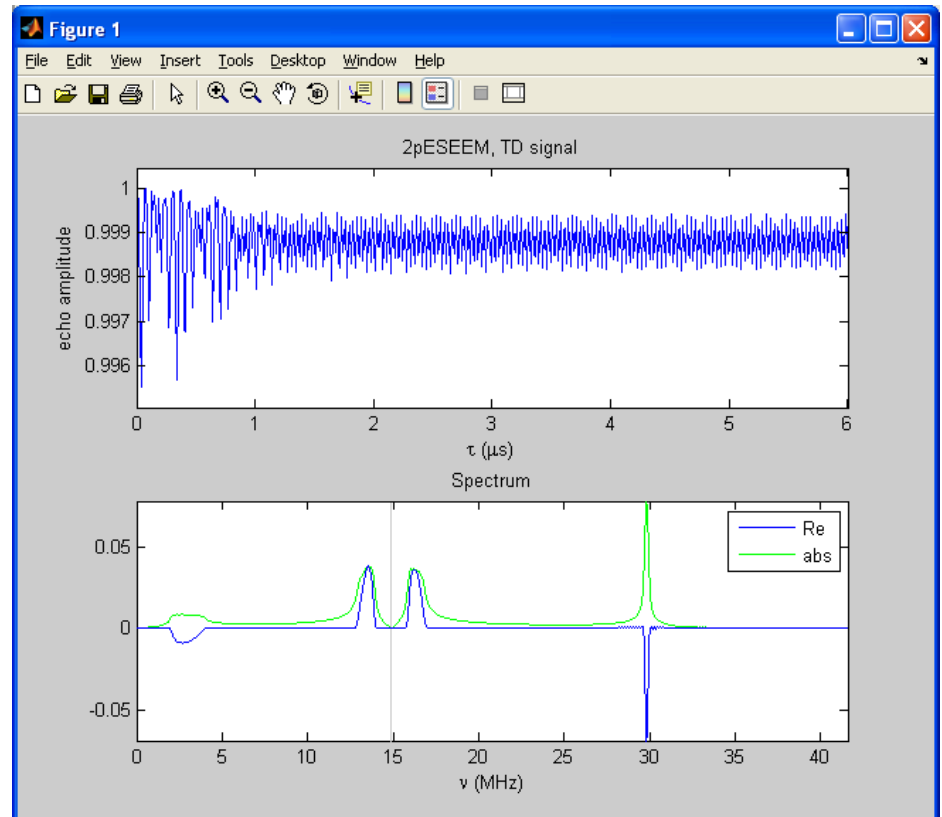 Figure 1
File Edit View Insert Tools Desktop Window Help
2pESEEM, TD signal
1
0.999
0.998
0.997
0.996
echo amplitude
0 1 2 3 4 5 6
τ (μs)
Spectrum
0.05
0
-0.05
Re
abs
0 5 10 15 20 25 30 35 40
ν (MHz)